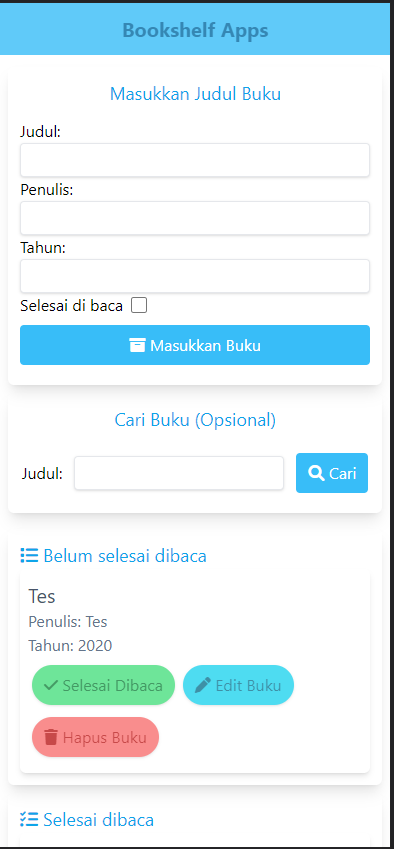 Bookshelf Apps
Masukkan Judul Buku
Judul:
Penulis:
Tahun:
Selesai di baca
Masukkan Buku
Cari Buku (Opsional)
Judul:
Cari
Belum selesai dibaca
Tes
Penulis: Tes
Tahun: 2020
Selesai Dibaca
Edit Buku
Hapus Buku
Selesai dibaca